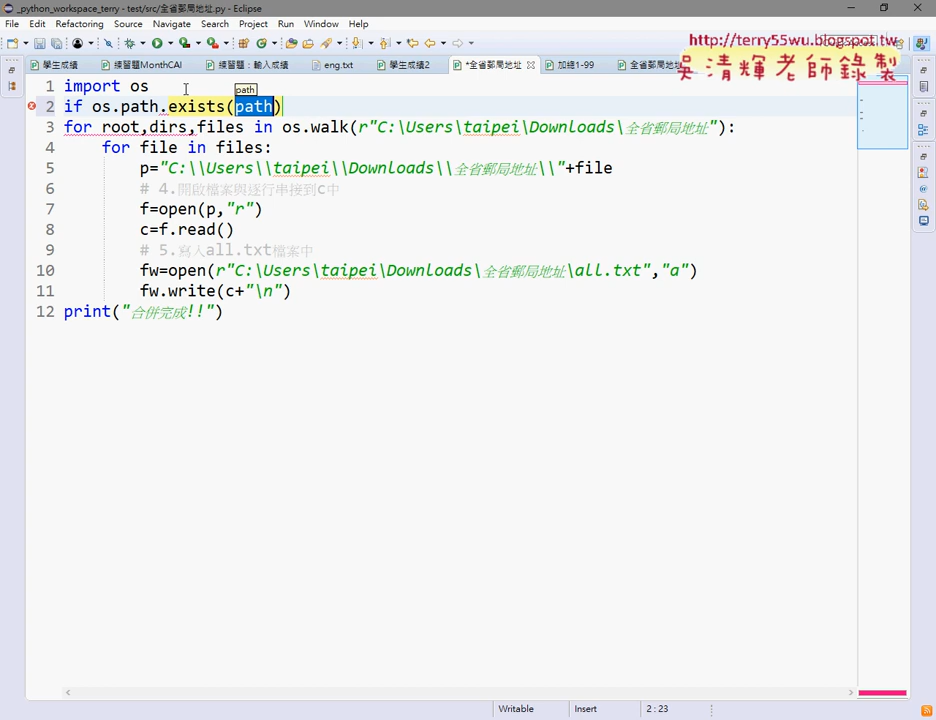 _python_workspace_terry - test/src/全省郵局地址.py - Eclipse
File Edit Refactoring Source Navigate Search Project Run Window Help
http://terry55wu.blogspot.tw
吳清輝老師錄製
學生成績 練習題MonthCAl 練習題：輸入成績 eng.txt 學生成績2 *全省郵局地址 加總1-99 全省郵局地
path
1 import os
2 if os.path.exists(path)
3 for root,dirs,files in os.walk(r"C:\Users\taipei\Downloads\全省郵局地址"):
4 for file in files:
5 p="C:\\Users\\taipei\\Downloads\\全省郵局地址\\"+file
6 # 4.開啟檔案與逐行串接到c中
7 f=open(p,"r")
8 c=f.read()
9 # 5.寫入all.txt檔案中
10 fw=open(r"C:\Users\taipei\Downloads\全省郵局地址\all.txt","a")
11 fw.write(c+"\n")
12 print("合併完成!!")
Writable Insert 2 : 23